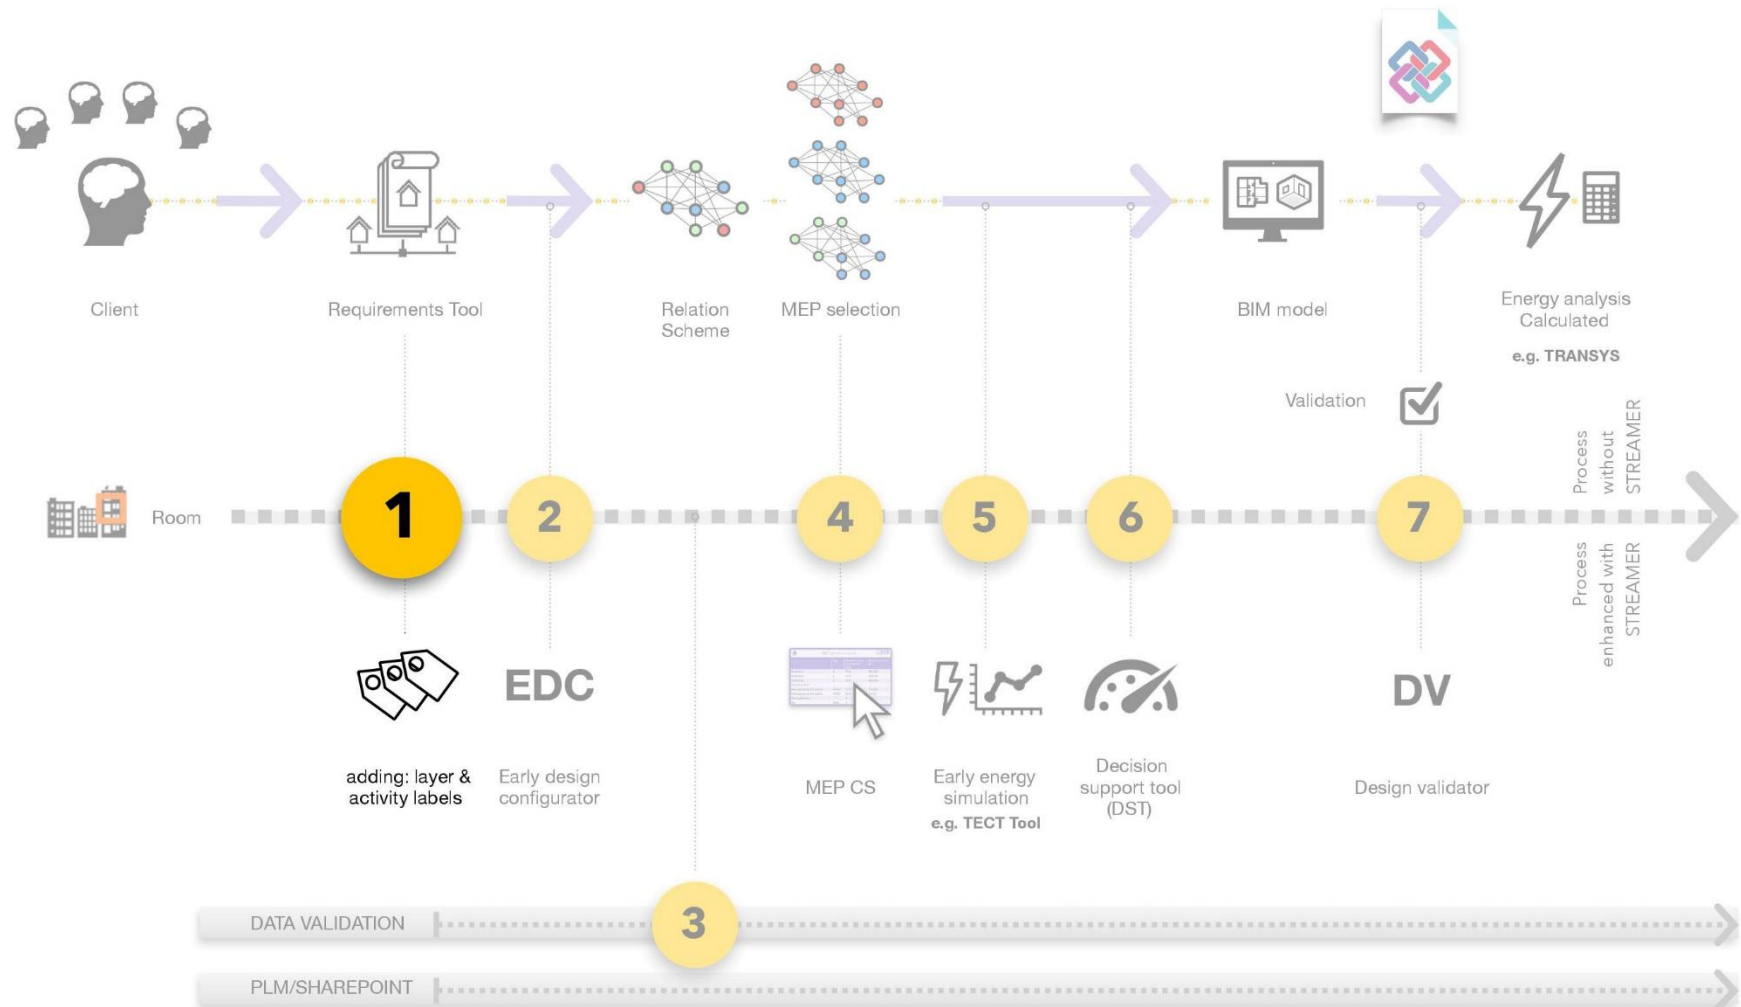 Client
Requirements Tool
Relation
Scheme
MEP selection
BIM model
Energy analysis
Calculated
e.g. TRANSYS
Validation
Process
without
STREAMER
Room
1
2
4
5
6
7
Process
enhanced with
STREAMER
EDC
DV
adding: layer &
activity labels
Early design
configurator
MEP CS
Early energy
simulation
e.g. TECT Tool
Decision
support tool
(DST)
Design validator
DATA VALIDATION
3
PLM/SHAREPOINT